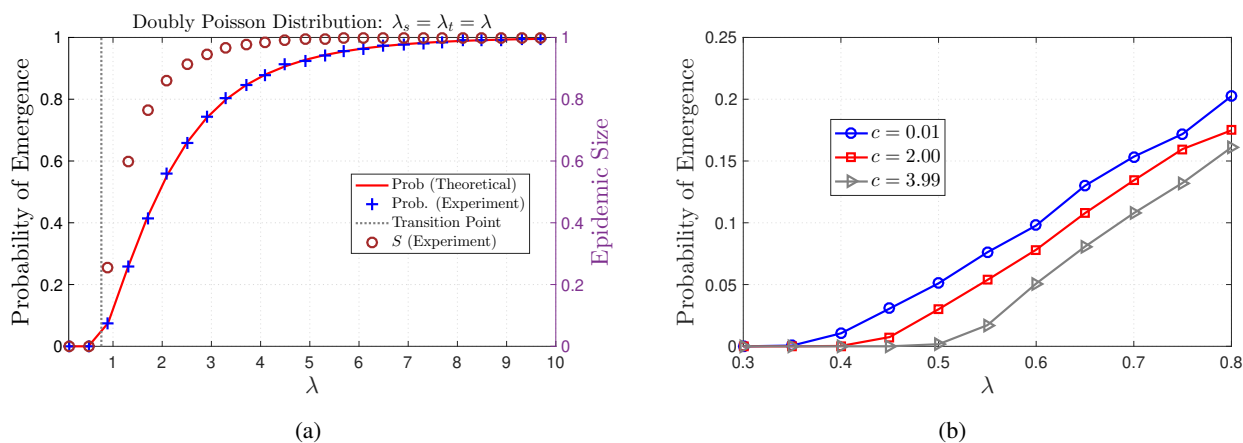 Doubly Poisson Distribution: λ_s = λ_t = λ
Probability of Emergence
1
0.8
0.6
0.4
0.2
0
1 2 3 4 5 6 7 8 9 10
λ
1
0.8
0.6
0.4
0.2
0
Epidemic Size
Prob (Theoretical)
Prob. (Experiment)
Transition Point
S (Experiment)
(a)
Probability of Emergence
0.25
0.2
0.15
0.1
0.05
0
0.3 0.4 0.5 0.6 0.7 0.8
λ
c = 0.01
c = 2.00
c = 3.99
(b)